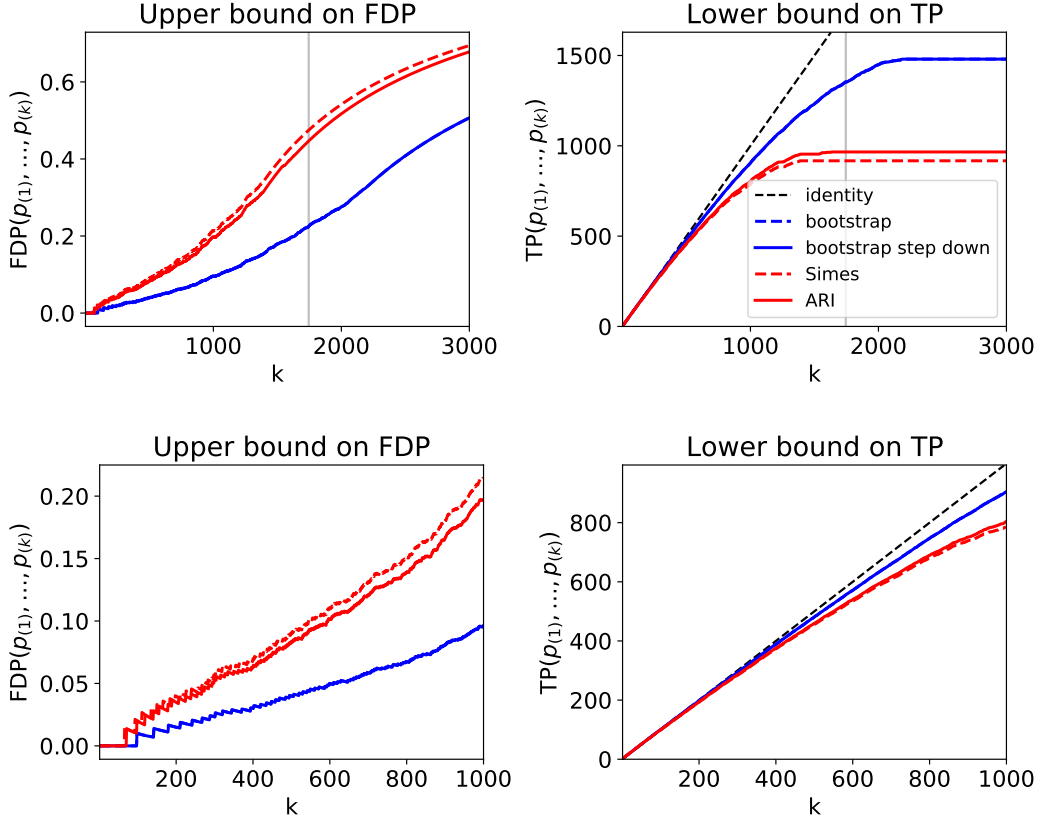 Upper bound on FDP
FDP(p(1), ..., p(k))
0.6
0.4
0.2
0.0
1000 2000 3000
k
Lower bound on TP
TP(p(1), ..., p(k))
1500
1000
500
0
identity
bootstrap
bootstrap step down
Simes
ARI
1000 2000 3000
k
Upper bound on FDP
FDP(p(1), ..., p(k))
0.20
0.15
0.10
0.05
0.00
200 400 600 800 1000
k
Lower bound on TP
TP(p(1), ..., p(k))
800
600
400
200
0
200 400 600 800 1000
k